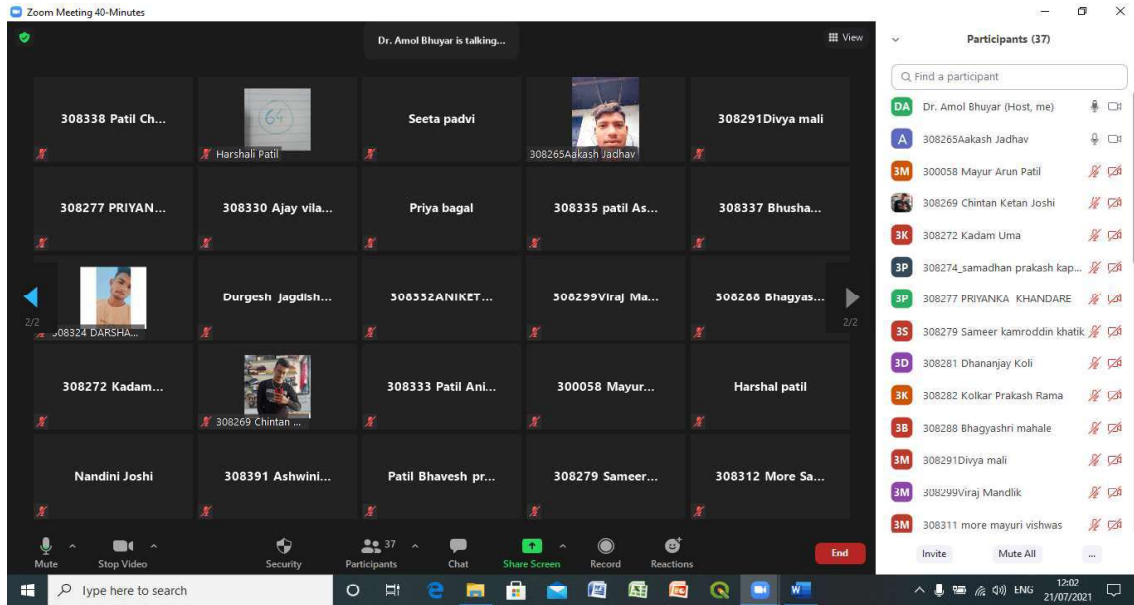 Zoom Meeting 40-Minutes
Dr. Amol Bhuyar is talking...
View
308338 Patil Ch...
64
Harshali Patil
Seeta padvi
308265Aakash Jadhav
308291Divya mali
308277 PRIYAN...
308330 Ajay vila...
Priya bagal
308335 patil As...
308337 Bhusha...
2/2
308324 DARSHA...
Durgesh Jagdish...
308332ANIKET...
308299Viraj Ma...
308288 Bhagyas...
2/2
308272 Kadam...
308269 Chintan ...
308333 Patil Ani...
300058 Mayur...
Harshal patil
Nandini Joshi
308391 Ashwini...
Patil Bhavesh pr...
308279 Sameer...
308312 More Sa...
Mute
Stop Video
Security
37
Participants
Chat
Share Screen
Record
Reactions
End
Participants (37)
Find a participant
DA Dr. Amol Bhuyar (Host, me)
A 308265Aakash Jadhav
3M 300058 Mayur Arun Patil
308269 Chintan Ketan Joshi
3K 308272 Kadam Uma
3P 308274_samadhan prakash kap...
3P 308277 PRIYANKA KHANDARE
3S 308279 Sameer kamroddin khatik
3D 308281 Dhananjay Koli
3K 308282 Kolkar Prakash Rama
3B 308288 Bhagyashri mahale
3M 308291Divya mali
3M 308299Viraj Mandlik
3M 308311 more mayuri vishwas
Invite
Mute All
...
Type here to search
ENG
12:02
21/07/2021